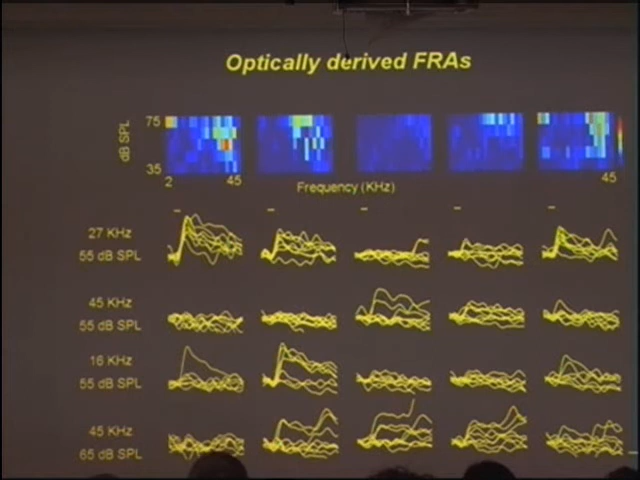 Optically derived FRAs
75
dB SPL
35
2
45
45
Frequency (KHz)
27 KHz
55 dB SPL
45 KHz
55 dB SPL
16 KHz
55 dB SPL
45 KHz
65 dB SPL